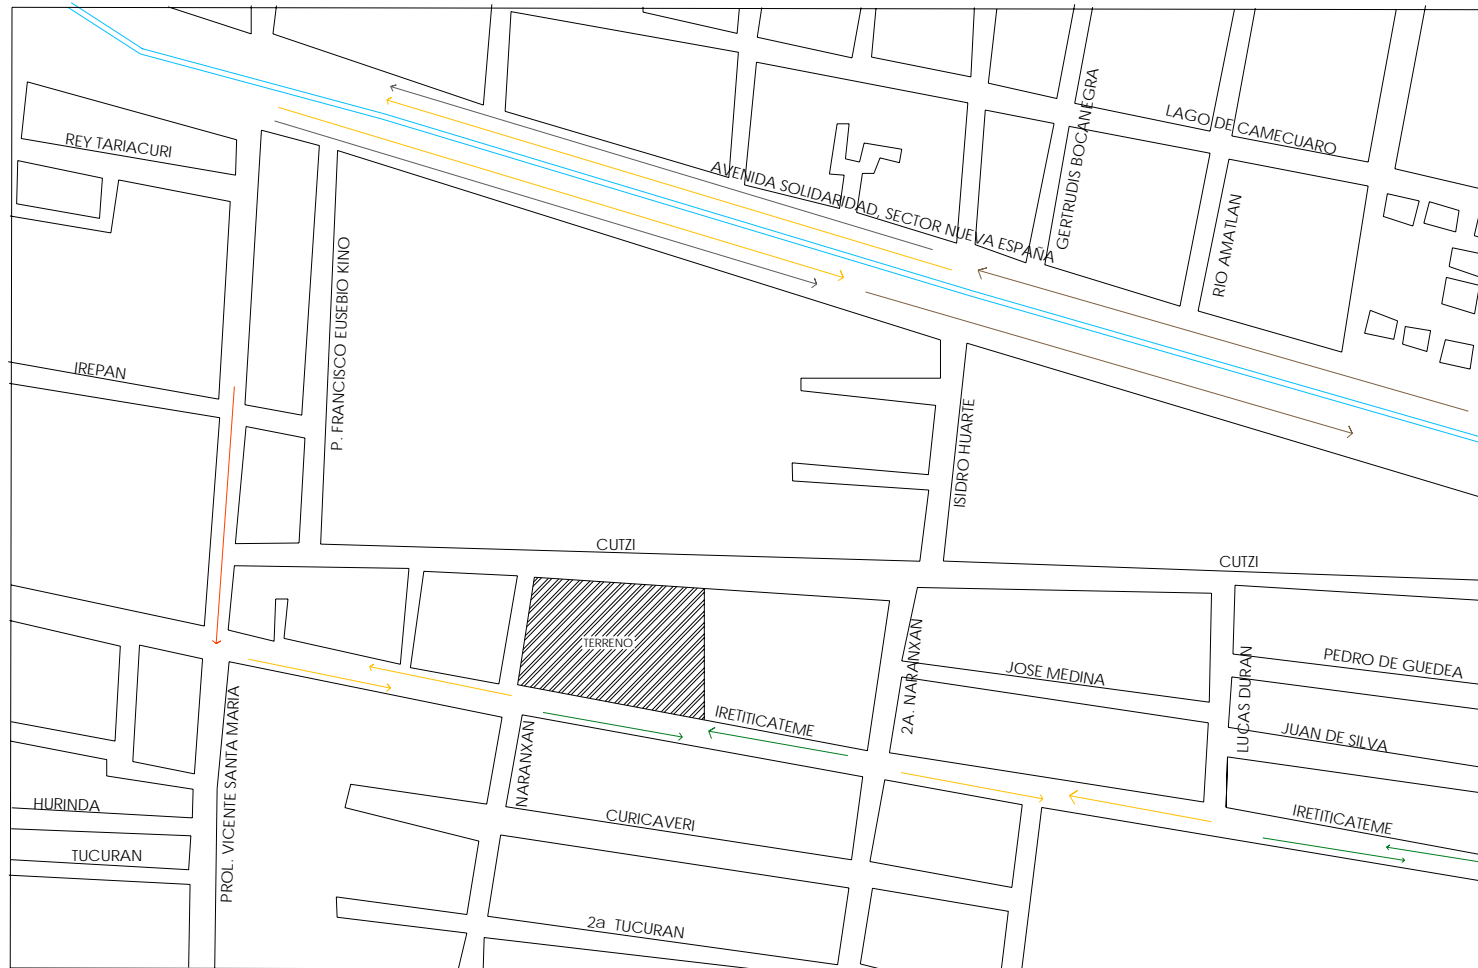 LAGO DE CAMECUARO
GERTRUDIS BOCANEGRA
REY TARIACURI
AVENIDA SOLIDARIDAD, SECTOR NUEVA ESPAÑA
RIO AMATLAN
P. FRANCISCO EUSEBIO KINO
IREPAN
ISIDRO HUARTE
CUTZI
CUTZI
TERRENO
2A. NARANXAN
JOSE MEDINA
PEDRO DE GUEDEA
LUCAS DURAN
IRETITICATEME
JUAN DE SILVA
PROL. VICENTE SANTA MARIA
NARANXAN
HURINDA
CURICAVERI
IRETITICATEME
TUCURAN
2a TUCURAN